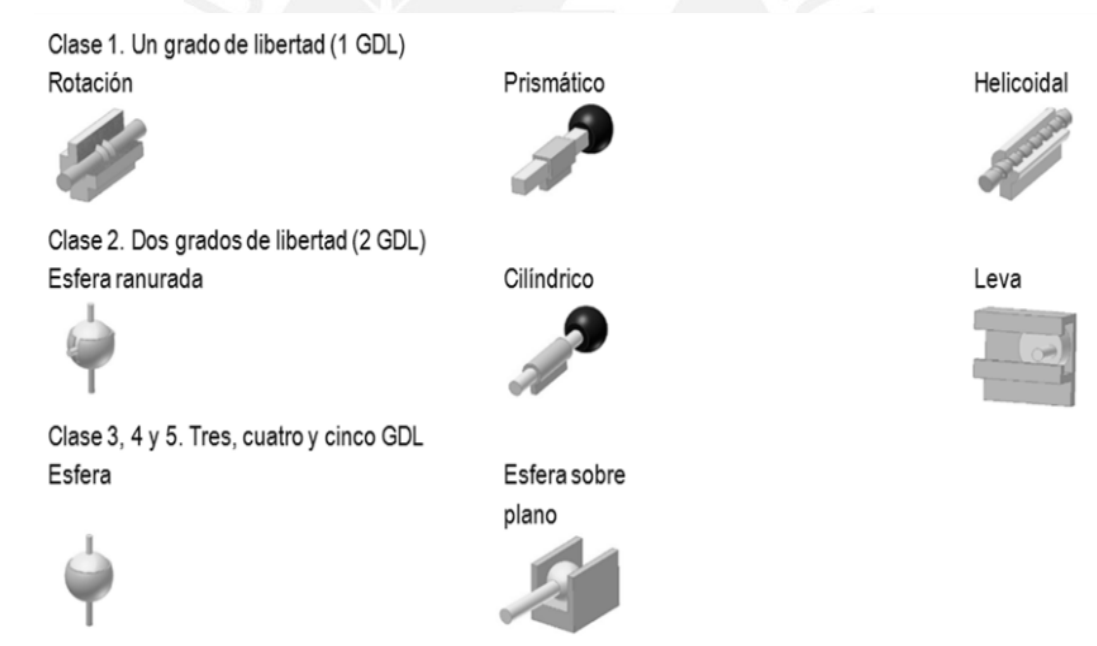 Clase 1. Un grado de libertad (1 GDL)
Rotación
Prismático
Helicoidal
Clase 2. Dos grados de libertad (2 GDL)
Esfera ranurada
Cilíndrico
Leva
Clase 3, 4 y 5. Tres, cuatro y cinco GDL
Esfera
Esfera sobre
plano